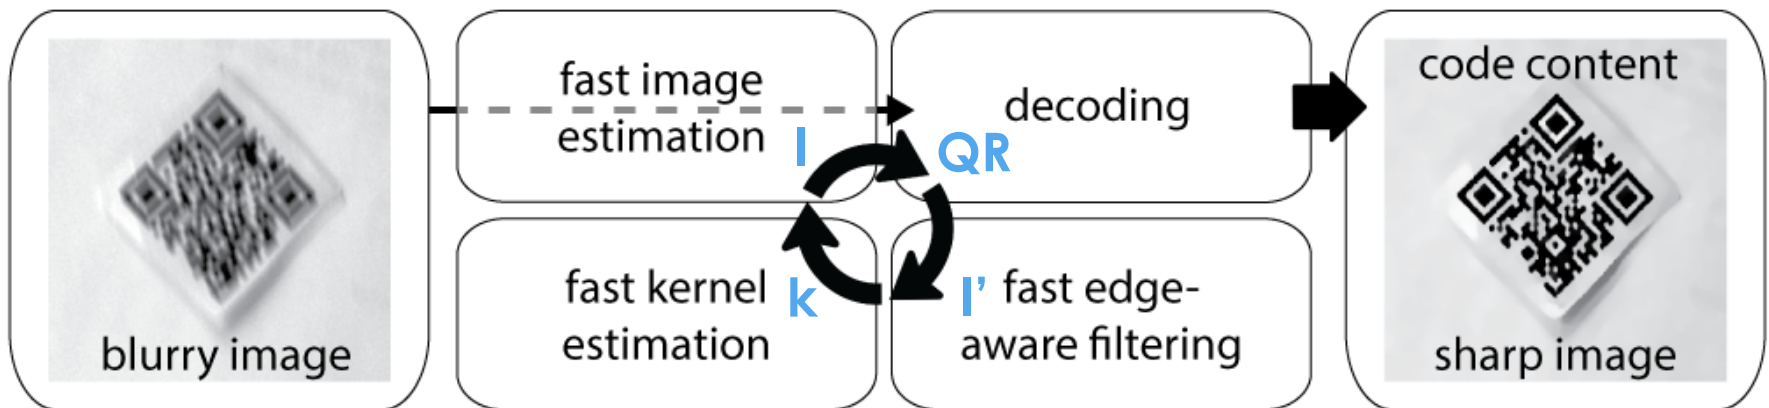 blurry image
fast image
estimation
I
decoding
QR
fast kernel
estimation
k
I’
fast edge-
aware filtering
code content
sharp image